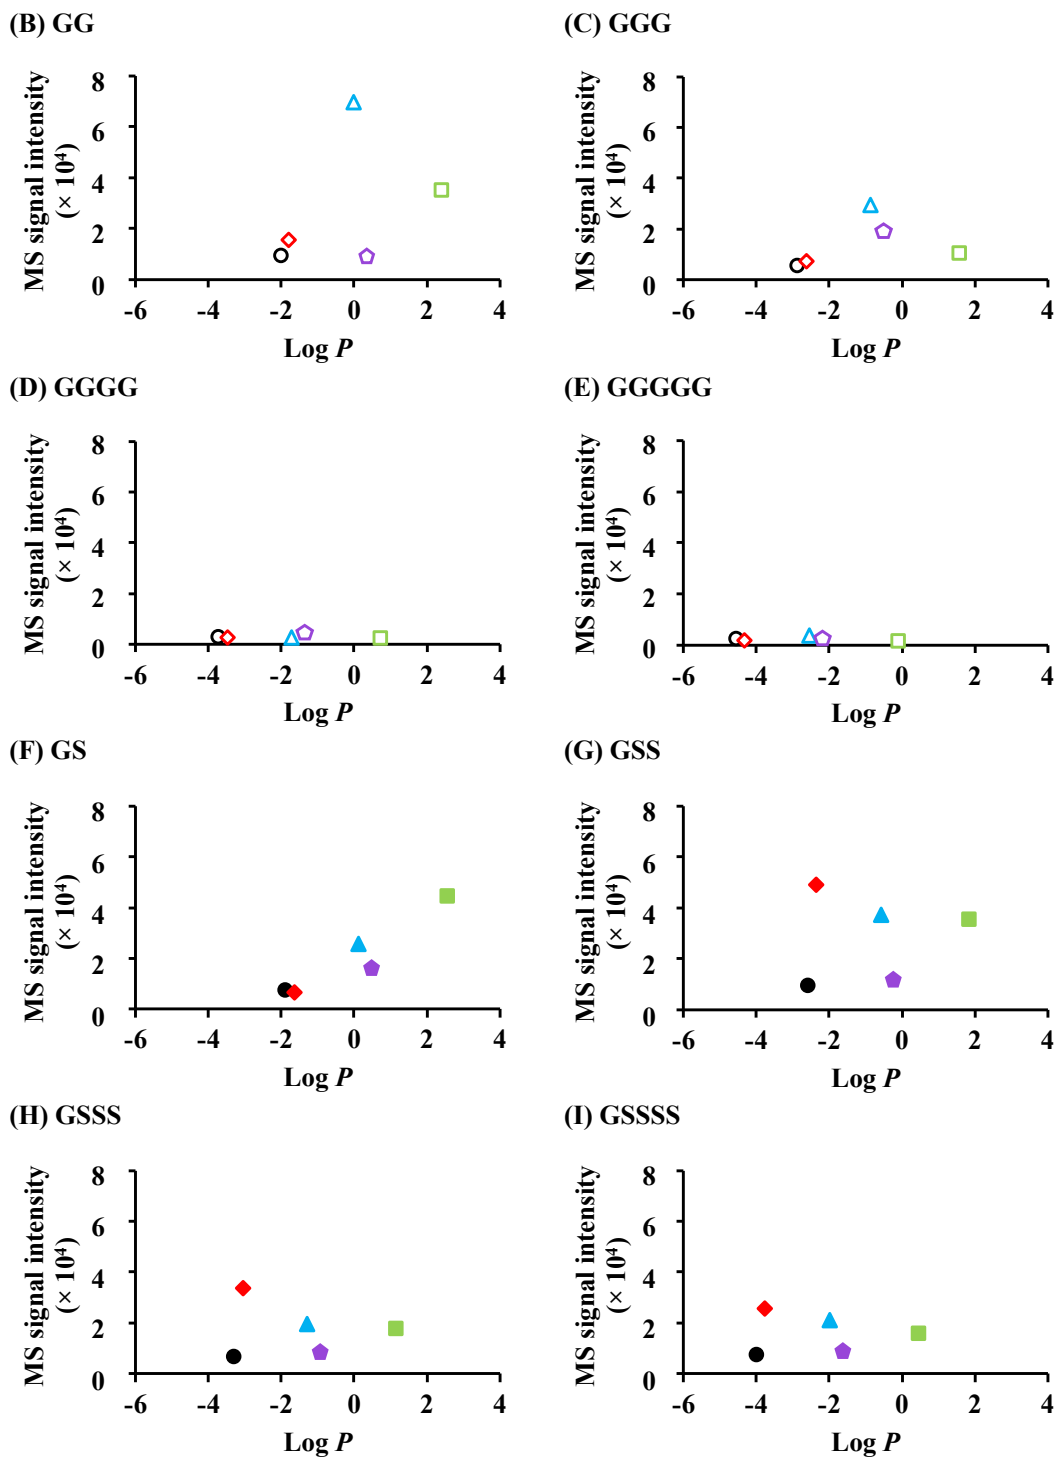 (B) GG
MS signal intensity
(× 10⁴)
8
6
4
2
0
-6 -4 -2 0 2 4
Log P
(C) GGG
MS signal intensity
(× 10⁴)
8
6
4
2
0
-6 -4 -2 0 2 4
Log P
(D) GGGG
MS signal intensity
(× 10⁴)
8
6
4
2
0
-6 -4 -2 0 2 4
Log P
(E) GGGGG
MS signal intensity
(× 10⁴)
8
6
4
2
0
-6 -4 -2 0 2 4
Log P
(F) GS
MS signal intensity
(× 10⁴)
8
6
4
2
0
-6 -4 -2 0 2 4
Log P
(G) GSS
MS signal intensity
(× 10⁴)
8
6
4
2
0
-6 -4 -2 0 2 4
Log P
(H) GSSS
MS signal intensity
(× 10⁴)
8
6
4
2
0
-6 -4 -2 0 2 4
Log P
(I) GSSSS
MS signal intensity
(× 10⁴)
8
6
4
2
0
-6 -4 -2 0 2 4
Log P